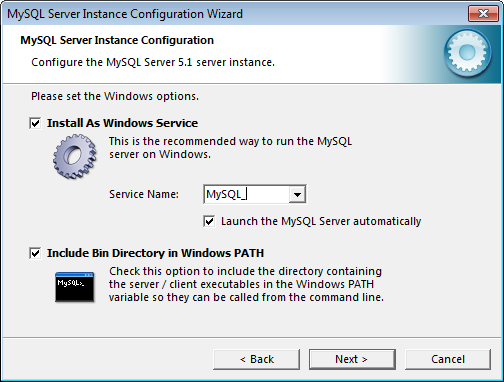 MySQL Server Instance Configuration Wizard
MySQL Server Instance Configuration
Configure the MySQL Server 5.1 server instance.
Please set the Windows options.
Install As Windows Service
This is the recommended way to run the MySQL
server on Windows.
Service Name:
MySQL_
Launch the MySQL Server automatically
Include Bin Directory in Windows PATH
MySQL>_
Check this option to include the directory containing
the server / client executables in the Windows PATH
variable so they can be called from the command line.
< Back
Next >
Cancel